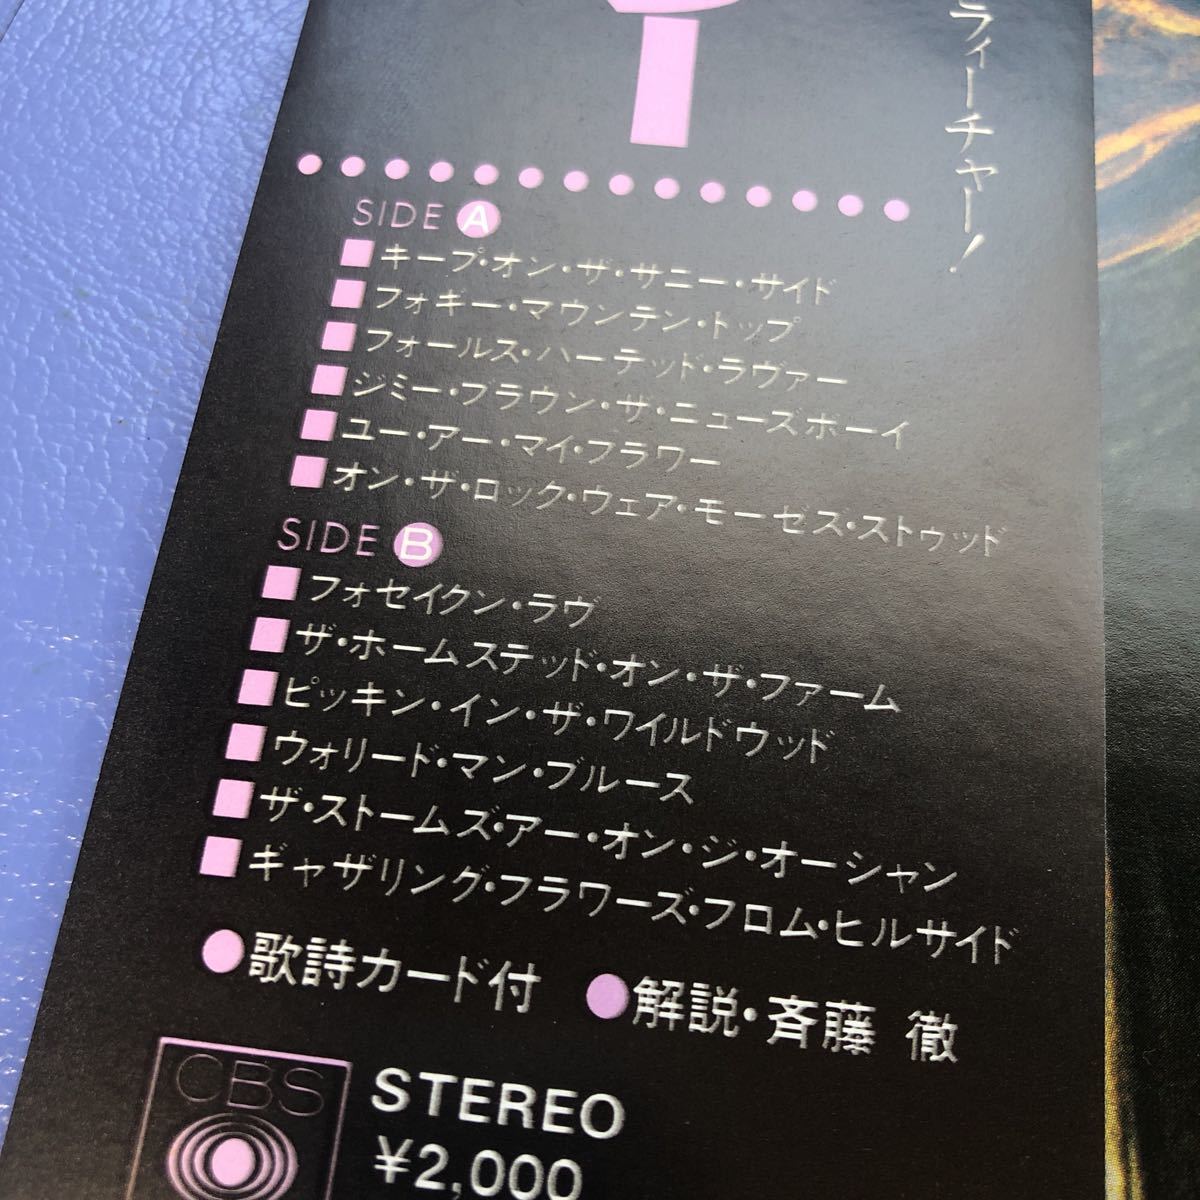 ィーチャー!
SIDE A
キープ・オン・ザ・サニー・サイド
フォギー・マウンテン・トップ
フォールス・ハーテッド・ラヴァー
ジミー・ブラウン・ザ・ニューズボーイ
ユー・アー・マイ・フラワー
オン・ザ・ロック・ウェア・モーゼス・ストゥッド
SIDE B
フォセイクン・ラヴ
ザ・ホームステッド・オン・ザ・ファーム
ピッキン・イン・ザ・ワイルドウッド
ウォリード・マン・ブルース
ザ・ストームズ・アー・オン・ジ・オーシャン
ギャザリング・フラワーズ・フロム・ヒルサイド
●歌詩カード付 ●解説・斉藤 徹
CBS
STEREO
¥2,000